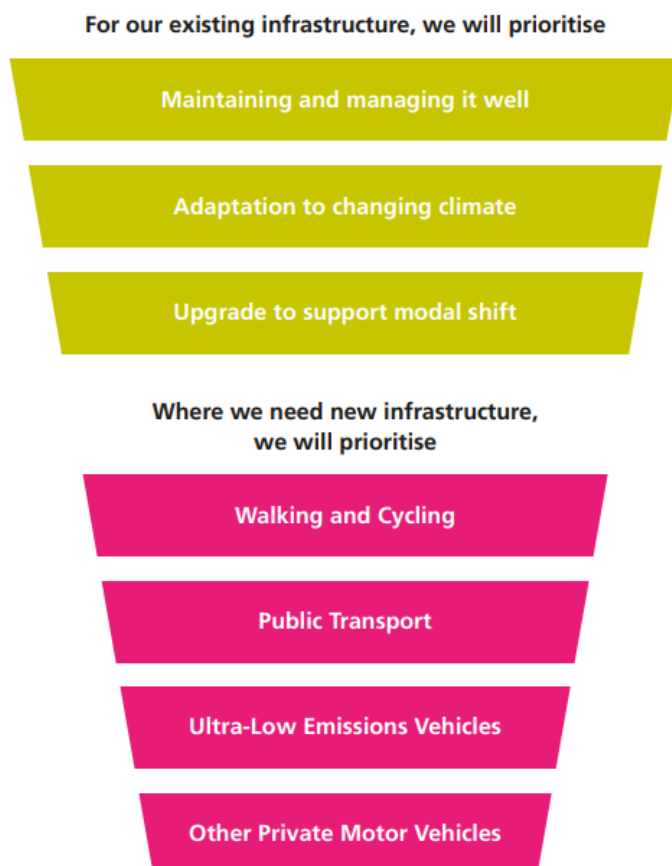 For our existing infrastructure, we will prioritise
Maintaining and managing it well
Adaptation to changing climate
Upgrade to support modal shift
Where we need new infrastructure,
we will prioritise
Walking and Cycling
Public Transport
Ultra-Low Emissions Vehicles
Other Private Motor Vehicles